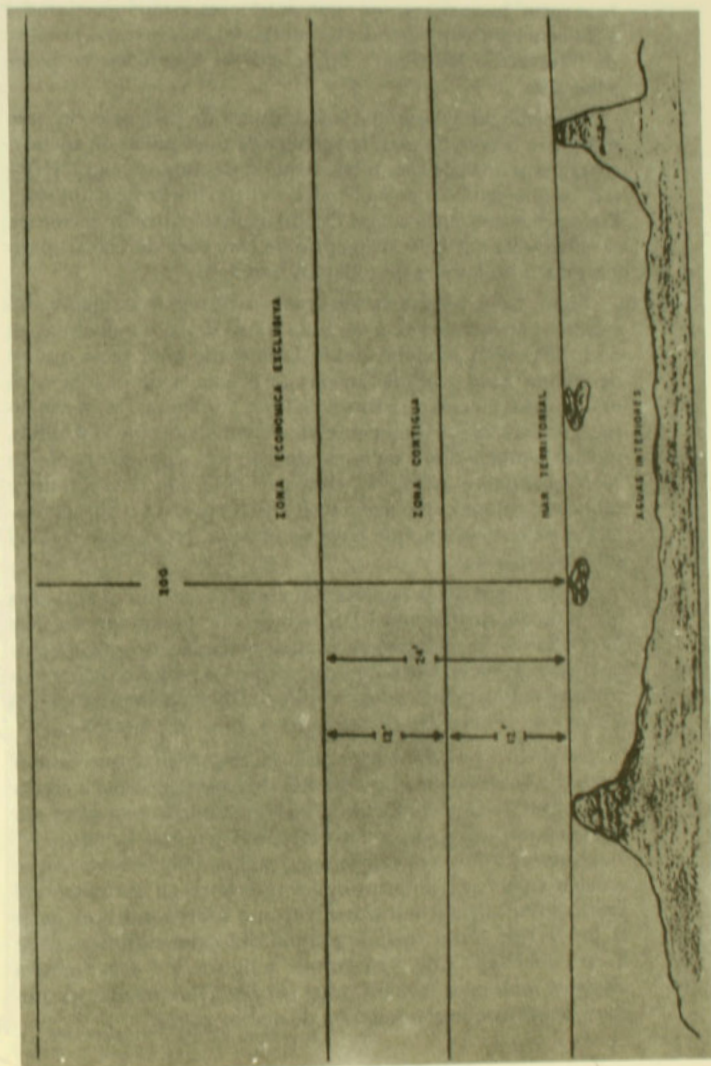 ZONA ECONOMICA EXCLUSIVA
200
ZONA CONTIGUA
24'
12'
12'
MAR TERRITORIAL
AGUAS INTERIORES